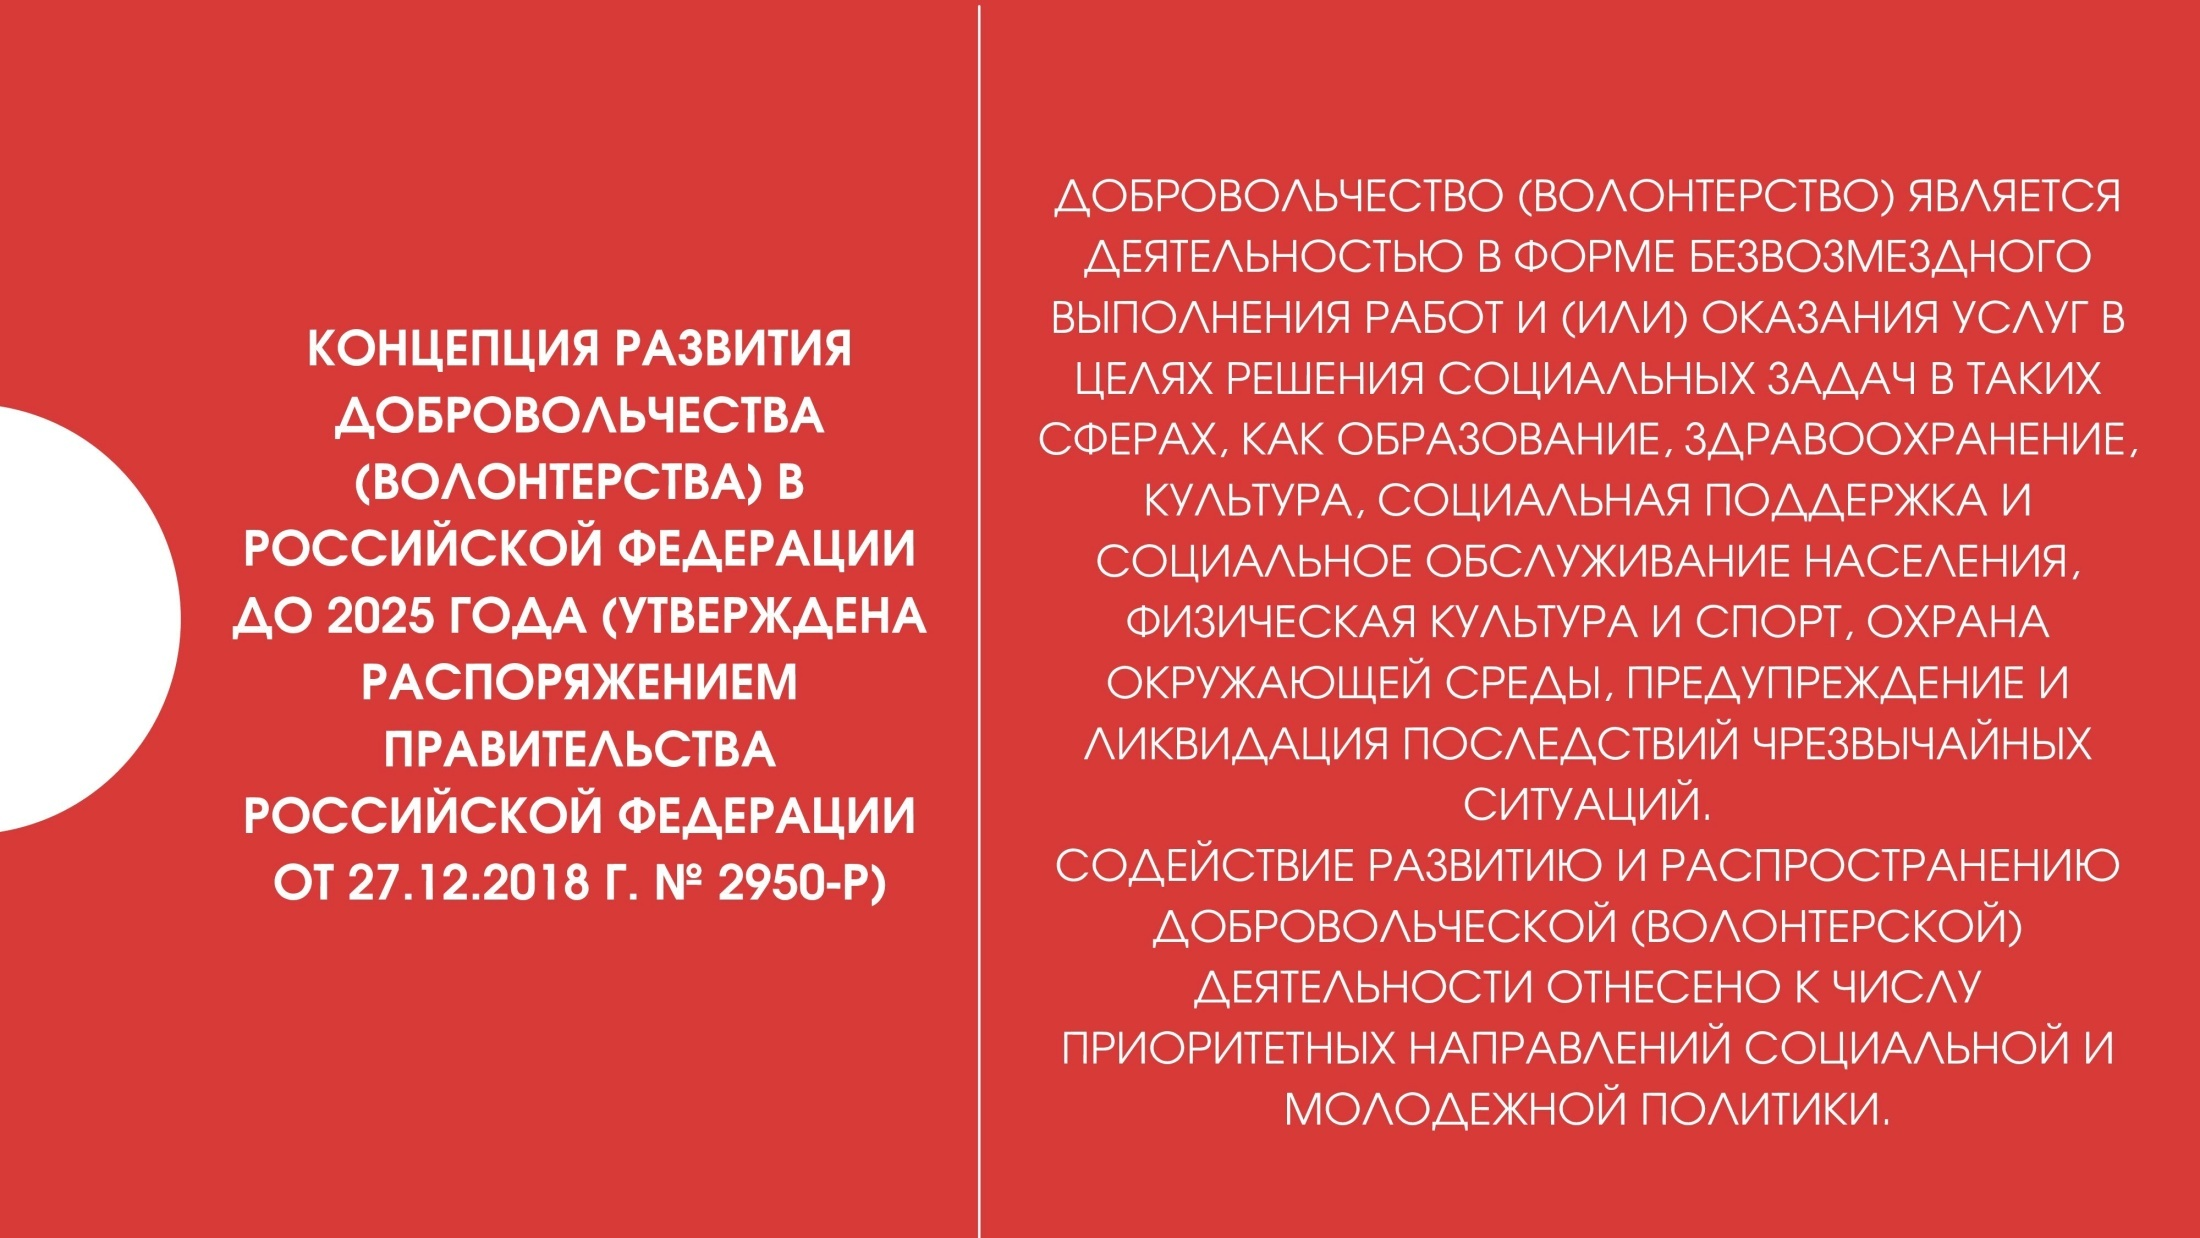 КОНЦЕПЦИЯ РАЗВИТИЯ
ДОБРОВОЛЬЧЕСТВА
(ВОЛОНТЕРСТВА) В
РОССИЙСКОЙ ФЕДЕРАЦИИ
ДО 2025 ГОДА (УТВЕРЖДЕНА
РАСПОРЯЖЕНИЕМ
ПРАВИТЕЛЬСТВА
РОССИЙСКОЙ ФЕДЕРАЦИИ
ОТ 27.12.2018 Г. № 2950-Р)
ДОБРОВОЛЬЧЕСТВО (ВОЛОНТЕРСТВО) ЯВЛЯЕТСЯ
ДЕЯТЕЛЬНОСТЬЮ В ФОРМЕ БЕЗВОЗМЕЗДНОГО
ВЫПОЛНЕНИЯ РАБОТ И (ИЛИ) ОКАЗАНИЯ УСЛУГ В
ЦЕЛЯХ РЕШЕНИЯ СОЦИАЛЬНЫХ ЗАДАЧ В ТАКИХ
СФЕРАХ, КАК ОБРАЗОВАНИЕ, ЗДРАВООХРАНЕНИЕ,
КУЛЬТУРА, СОЦИАЛЬНАЯ ПОДДЕРЖКА И
СОЦИАЛЬНОЕ ОБСЛУЖИВАНИЕ НАСЕЛЕНИЯ,
ФИЗИЧЕСКАЯ КУЛЬТУРА И СПОРТ, ОХРАНА
ОКРУЖАЮЩЕЙ СРЕДЫ, ПРЕДУПРЕЖДЕНИЕ И
ЛИКВИДАЦИЯ ПОСЛЕДСТВИЙ ЧРЕЗВЫЧАЙНЫХ
СИТУАЦИЙ.
СОДЕЙСТВИЕ РАЗВИТИЮ И РАСПРОСТРАНЕНИЮ
ДОБРОВОЛЬЧЕСКОЙ (ВОЛОНТЕРСКОЙ)
ДЕЯТЕЛЬНОСТИ ОТНЕСЕНО К ЧИСЛУ
ПРИОРИТЕТНЫХ НАПРАВЛЕНИЙ СОЦИАЛЬНОЙ И
МОЛОДЕЖНОЙ ПОЛИТИКИ.